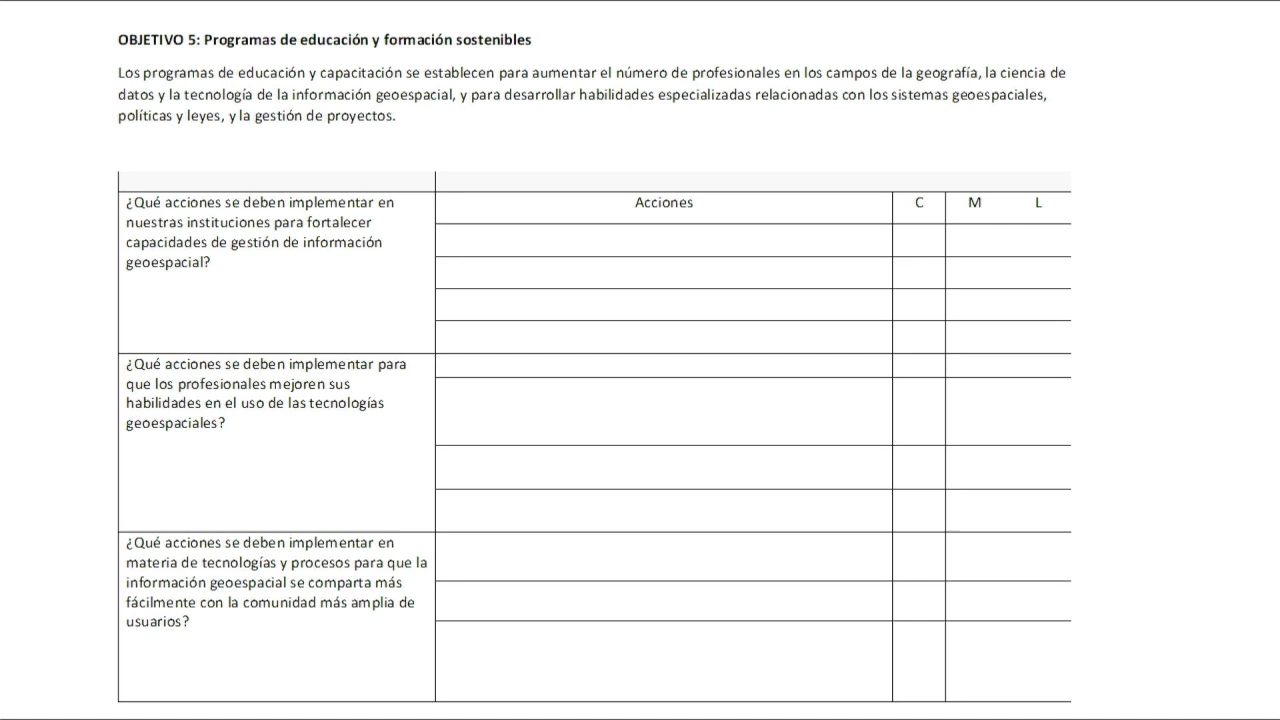 OBJETIVO 5: Programas de educación y formación sostenibles
Los programas de educación y capacitación se establecen para aumentar el número de profesionales en los campos de la geografía, la ciencia de
datos y la tecnología de la información geoespacial, y para desarrollar habilidades especializadas relacionadas con los sistemas geoespaciales,
políticas y leyes, y la gestión de proyectos.
¿Qué acciones se deben implementar en
nuestras instituciones para fortalecer
capacidades de gestión de información
geoespacial?
Acciones C M L
¿Qué acciones se deben implementar para
que los profesionales mejoren sus
habilidades en el uso de las tecnologías
geoespaciales?
¿Qué acciones se deben implementar en
materia de tecnologías y procesos para que la
información geoespacial se comparta más
fácilmente con la comunidad más amplia de
usuarios?